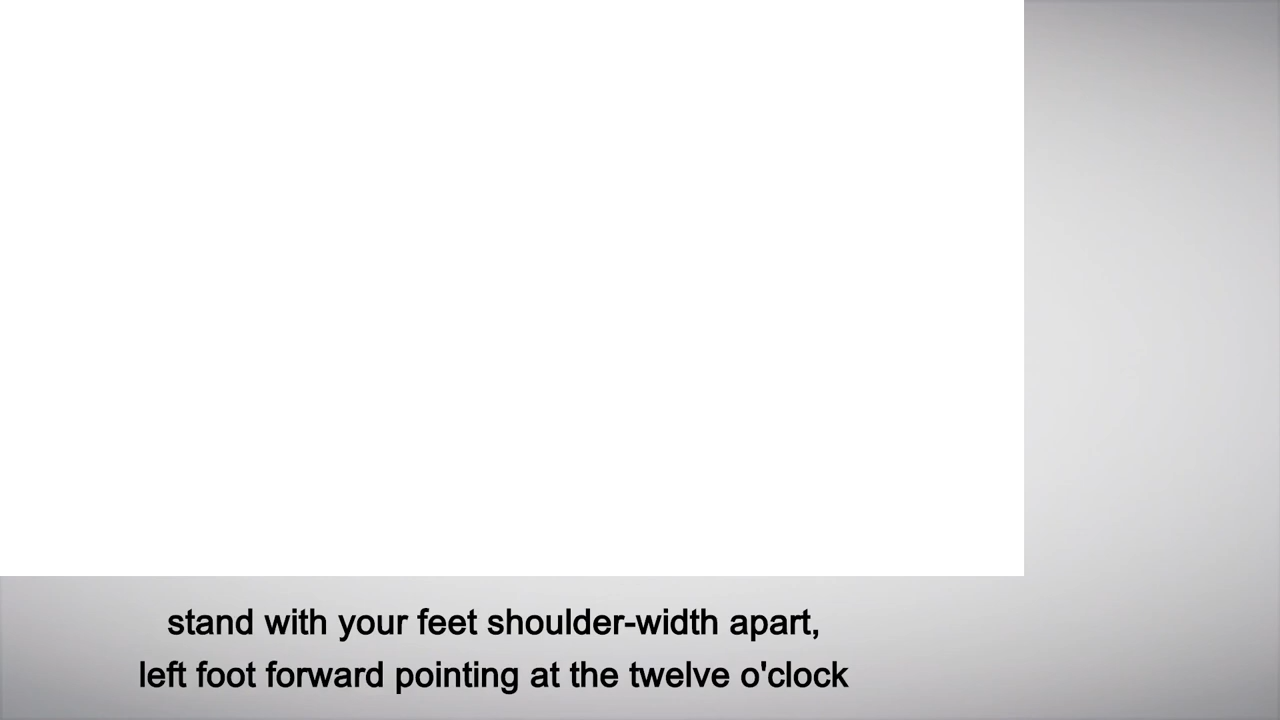 stand with your feet shoulder-width apart,
left foot forward pointing at the twelve o'clock